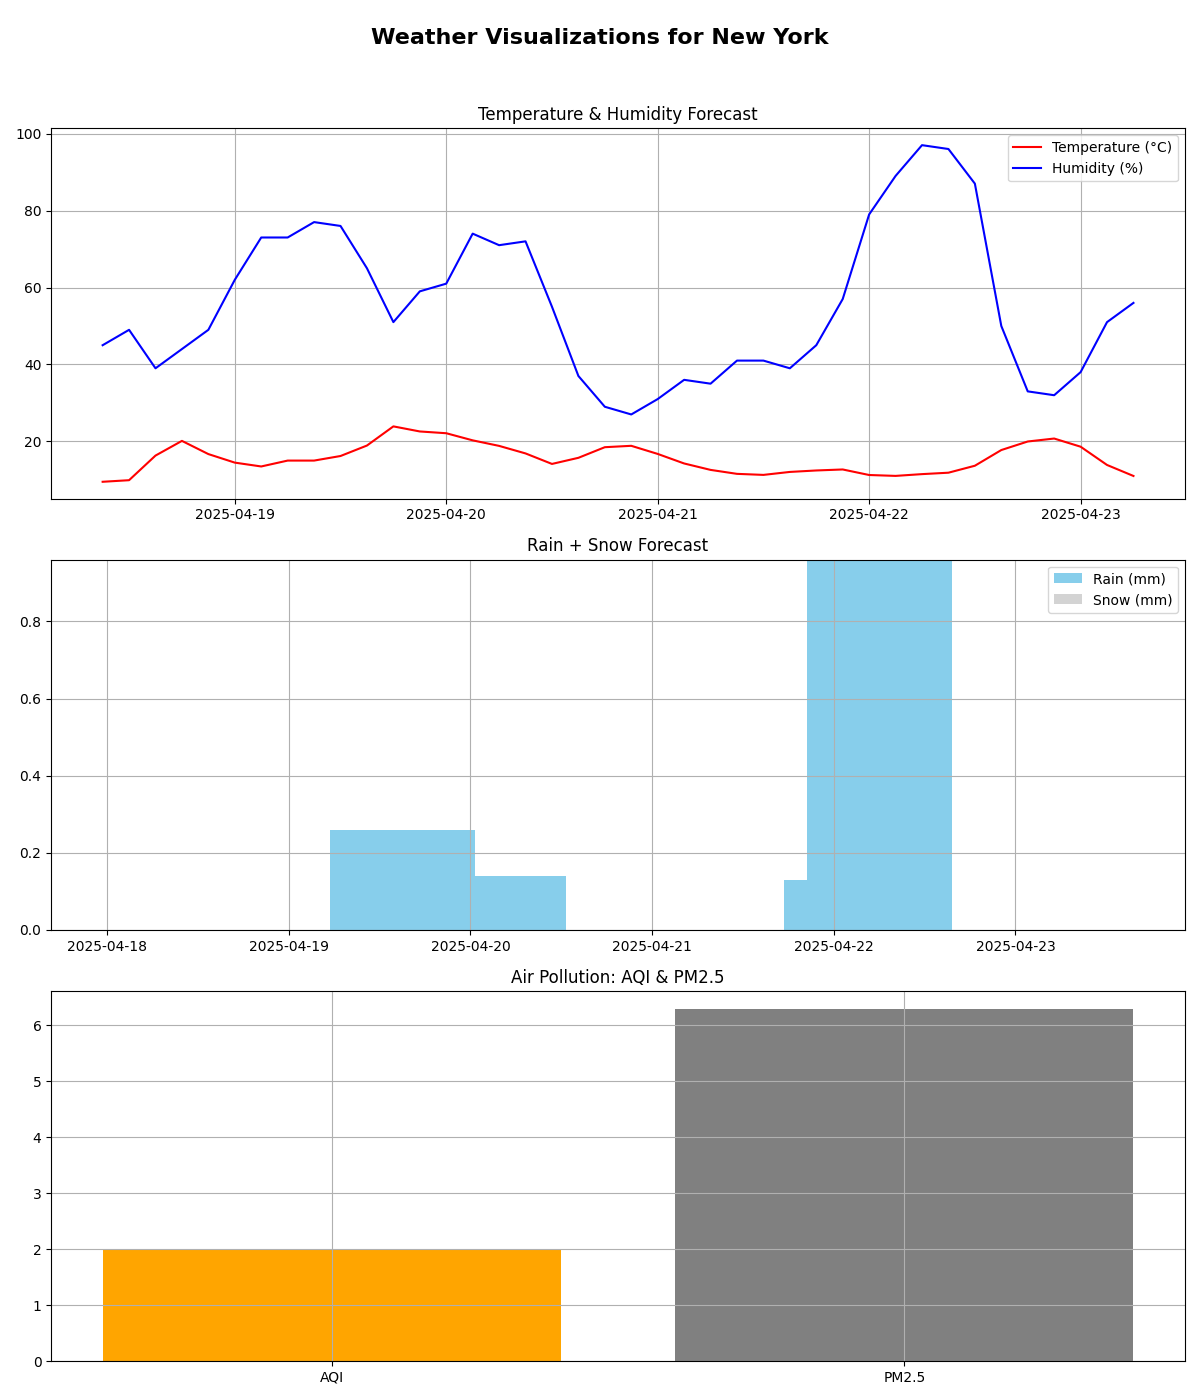 Weather Visualizations for New York
Temperature & Humidity Forecast
100
80
60
40
20
Temperature (°C)
Humidity (%)
2025-04-19
2025-04-20
2025-04-21
2025-04-22
2025-04-23
Rain + Snow Forecast
0.8
0.6
0.4
0.2
0.0
Rain (mm)
Snow (mm)
2025-04-18
2025-04-19
2025-04-20
2025-04-21
2025-04-22
2025-04-23
Air Pollution: AQI & PM2.5
6
5
4
3
2
1
0
AQI
PM2.5